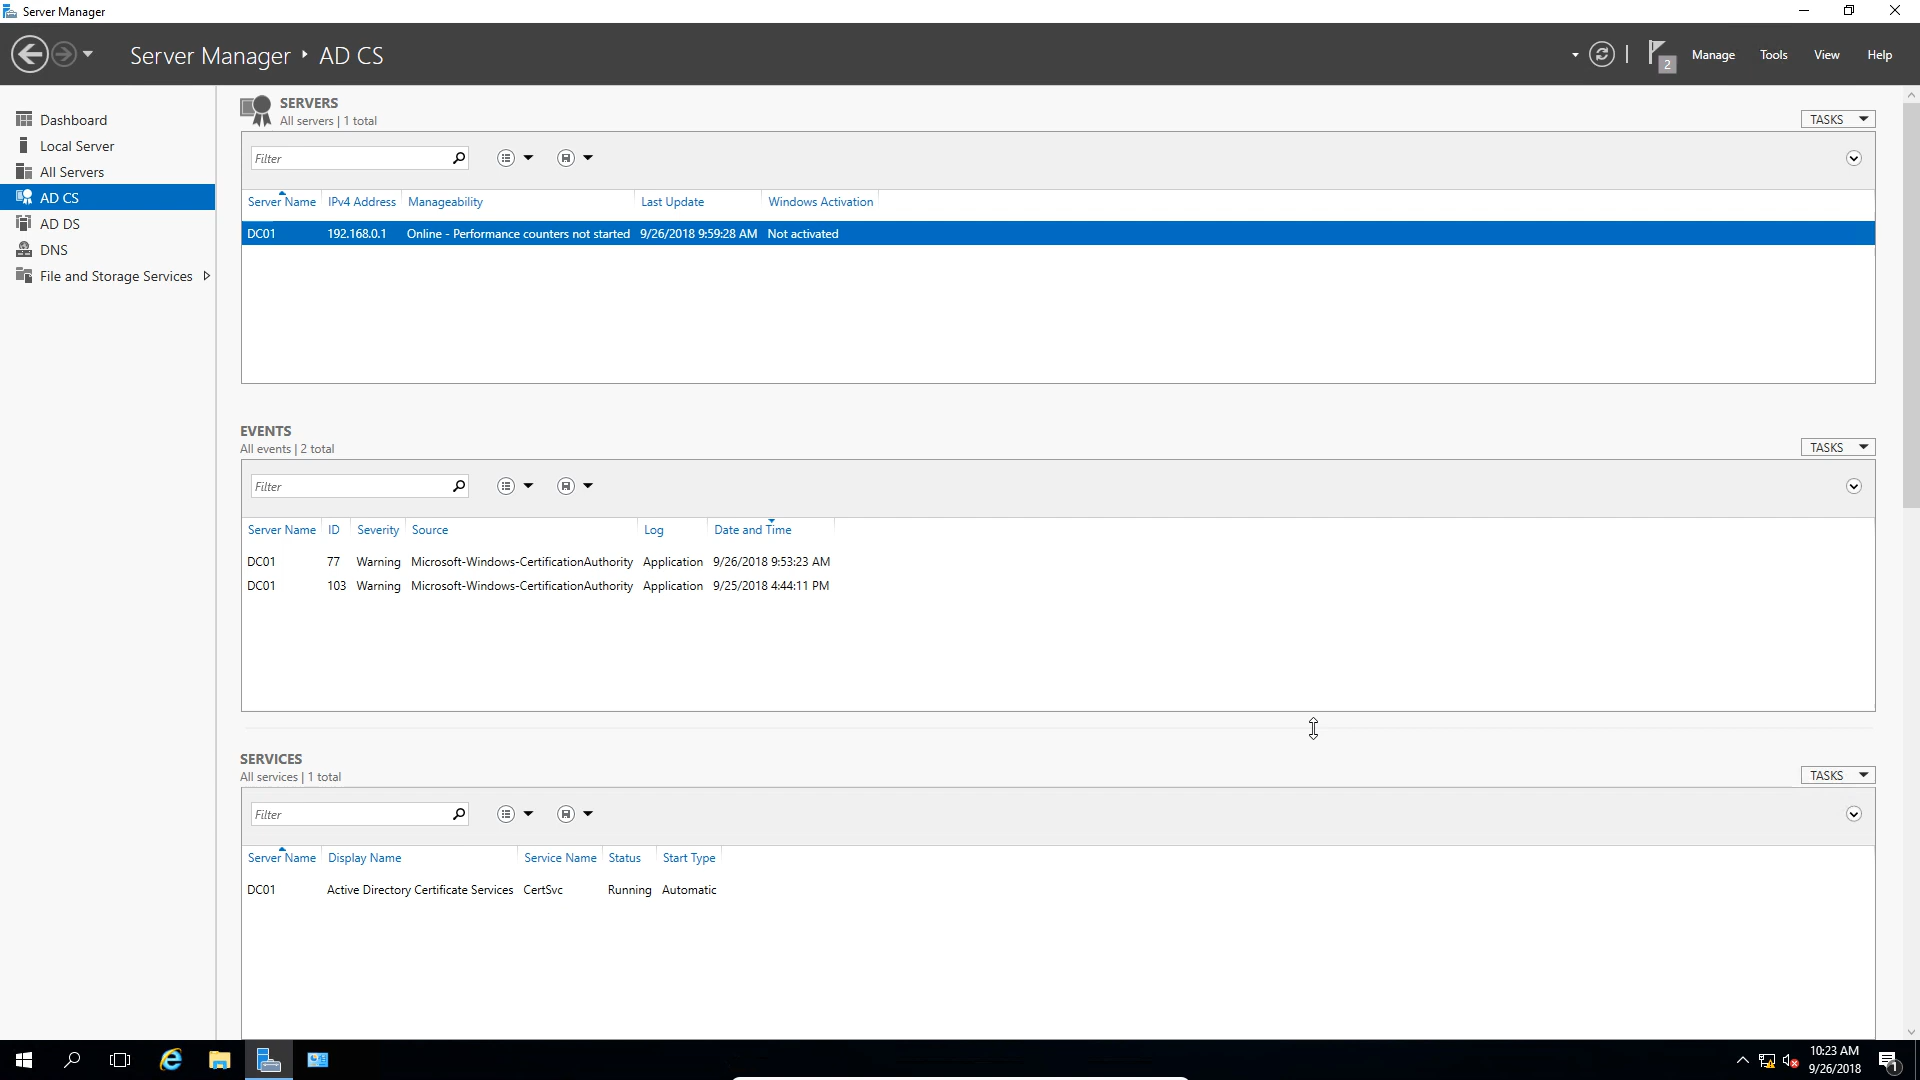 Server Manager
Server Manager ‣ AD CS
2
Manage Tools View Help
Dashboard
Local Server
All Servers
AD CS
AD DS
DNS
File and Storage Services
SERVERS
All servers | 1 total
TASKS
Filter
Server Name IPv4 Address Manageability Last Update Windows Activation
DC01 192.168.0.1 Online - Performance counters not started 9/26/2018 9:59:28 AM Not activated
EVENTS
All events | 2 total
TASKS
Filter
Server Name ID Severity Source Log Date and Time
DC01 77 Warning Microsoft-Windows-CertificationAuthority Application 9/26/2018 9:53:23 AM
DC01 103 Warning Microsoft-Windows-CertificationAuthority Application 9/25/2018 4:44:11 PM
SERVICES
All services | 1 total
TASKS
Filter
Server Name Display Name Service Name Status Start Type
DC01 Active Directory Certificate Services CertSvc Running Automatic
10:23 AM
9/26/2018
1